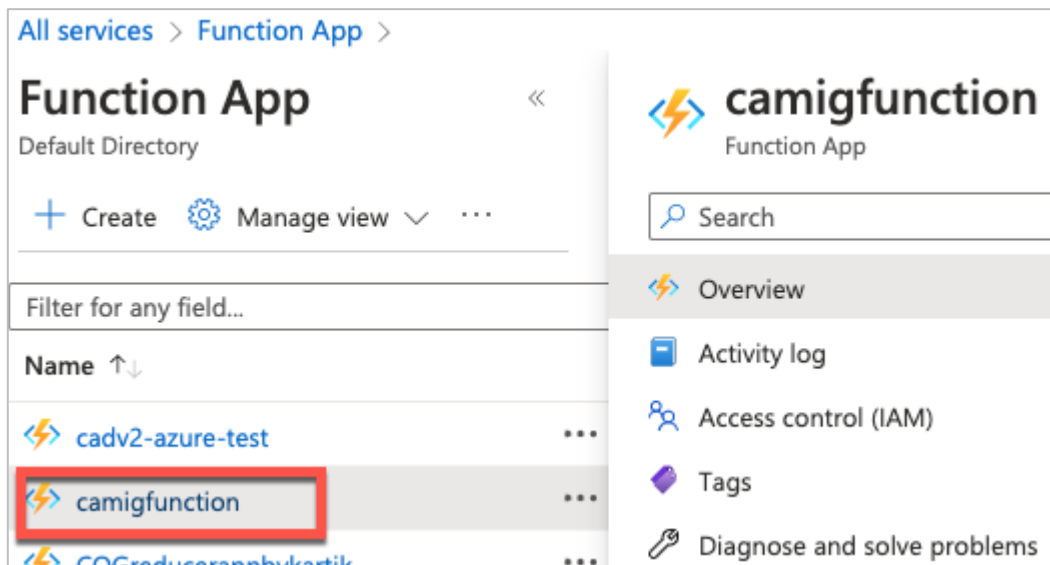 All services > Function App >
Function App
Default Directory
Create Manage view ...
Filter for any field...
Name ↑↓
cadv2-azure-test
camigfunction
camigfunction
Function App
Search
Overview
Activity log
Access control (IAM)
Tags
Diagnose and solve problems